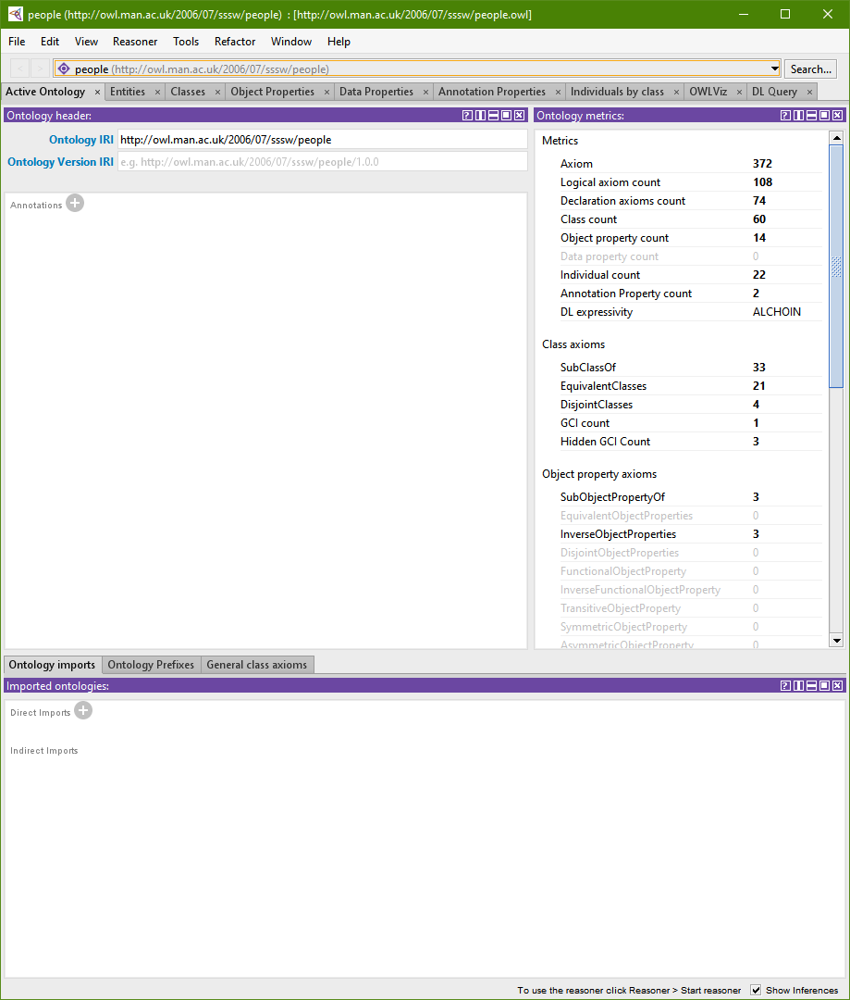 people (http://owl.man.ac.uk/2006/07/sssw/people) : [http://owl.man.ac.uk/2006/07/sssw/people.owl]
File Edit View Reasoner Tools Refactor Window Help
< > people (http://owl.man.ac.uk/2006/07/sssw/people) Search...
Active Ontology × Entities × Classes × Object Properties × Data Properties × Annotation Properties × Individuals by class × OWLViz × DL Query ×
Ontology header:
Ontology IRI http://owl.man.ac.uk/2006/07/sssw/people
Ontology Version IRI e.g. http://owl.man.ac.uk/2006/07/sssw/people/1.0.0
Annotations
Ontology metrics:
Metrics
Axiom 372
Logical axiom count 108
Declaration axioms count 74
Class count 60
Object property count 14
Data property count 0
Individual count 22
Annotation Property count 2
DL expressivity ALCHOIN
Class axioms
SubClassOf 33
EquivalentClasses 21
DisjointClasses 4
GCI count 1
Hidden GCI Count 3
Object property axioms
SubObjectPropertyOf 3
EquivalentObjectProperties 0
InverseObjectProperties 3
DisjointObjectProperties 0
FunctionalObjectProperty 0
InverseFunctionalObjectProperty 0
TransitiveObjectProperty 0
SymmetricObjectProperty 0
AsymmetricObjectProperty 0
Ontology imports Ontology Prefixes General class axioms
Imported ontologies:
Direct Imports
Indirect Imports
To use the reasoner click Reasoner > Start reasoner Show Inferences